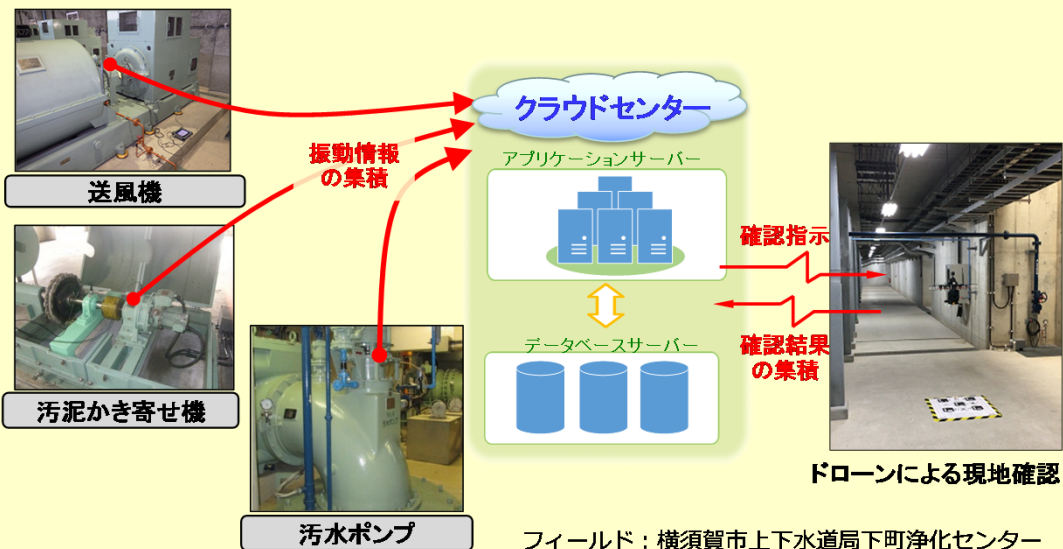 クラウドセンター
アプリケーションサーバー
振動情報
の集積
送風機
確認指示
確認結果
の集積
データベースサーバー
汚泥かき寄せ機
ドローンによる現地確認
汚水ポンプ
フィールド：横須賀市上下水道局下町浄化センター